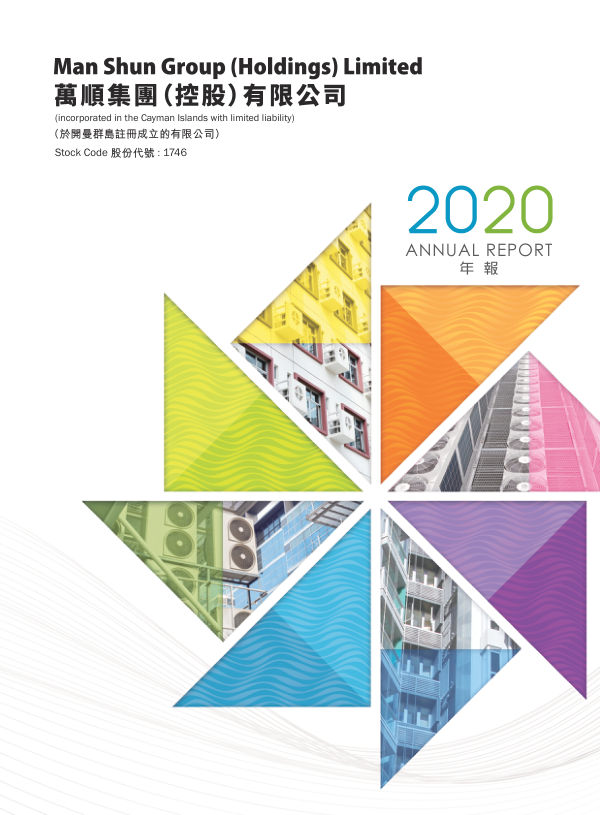 Man Shun Group (Holdings) Limited
萬順集團（控股）有限公司
(incorporated in the Cayman Islands with limited liability)
（於開曼群島註冊成立的有限公司）
Stock Code 股份代號 : 1746
2020
ANNUAL REPORT
年 報